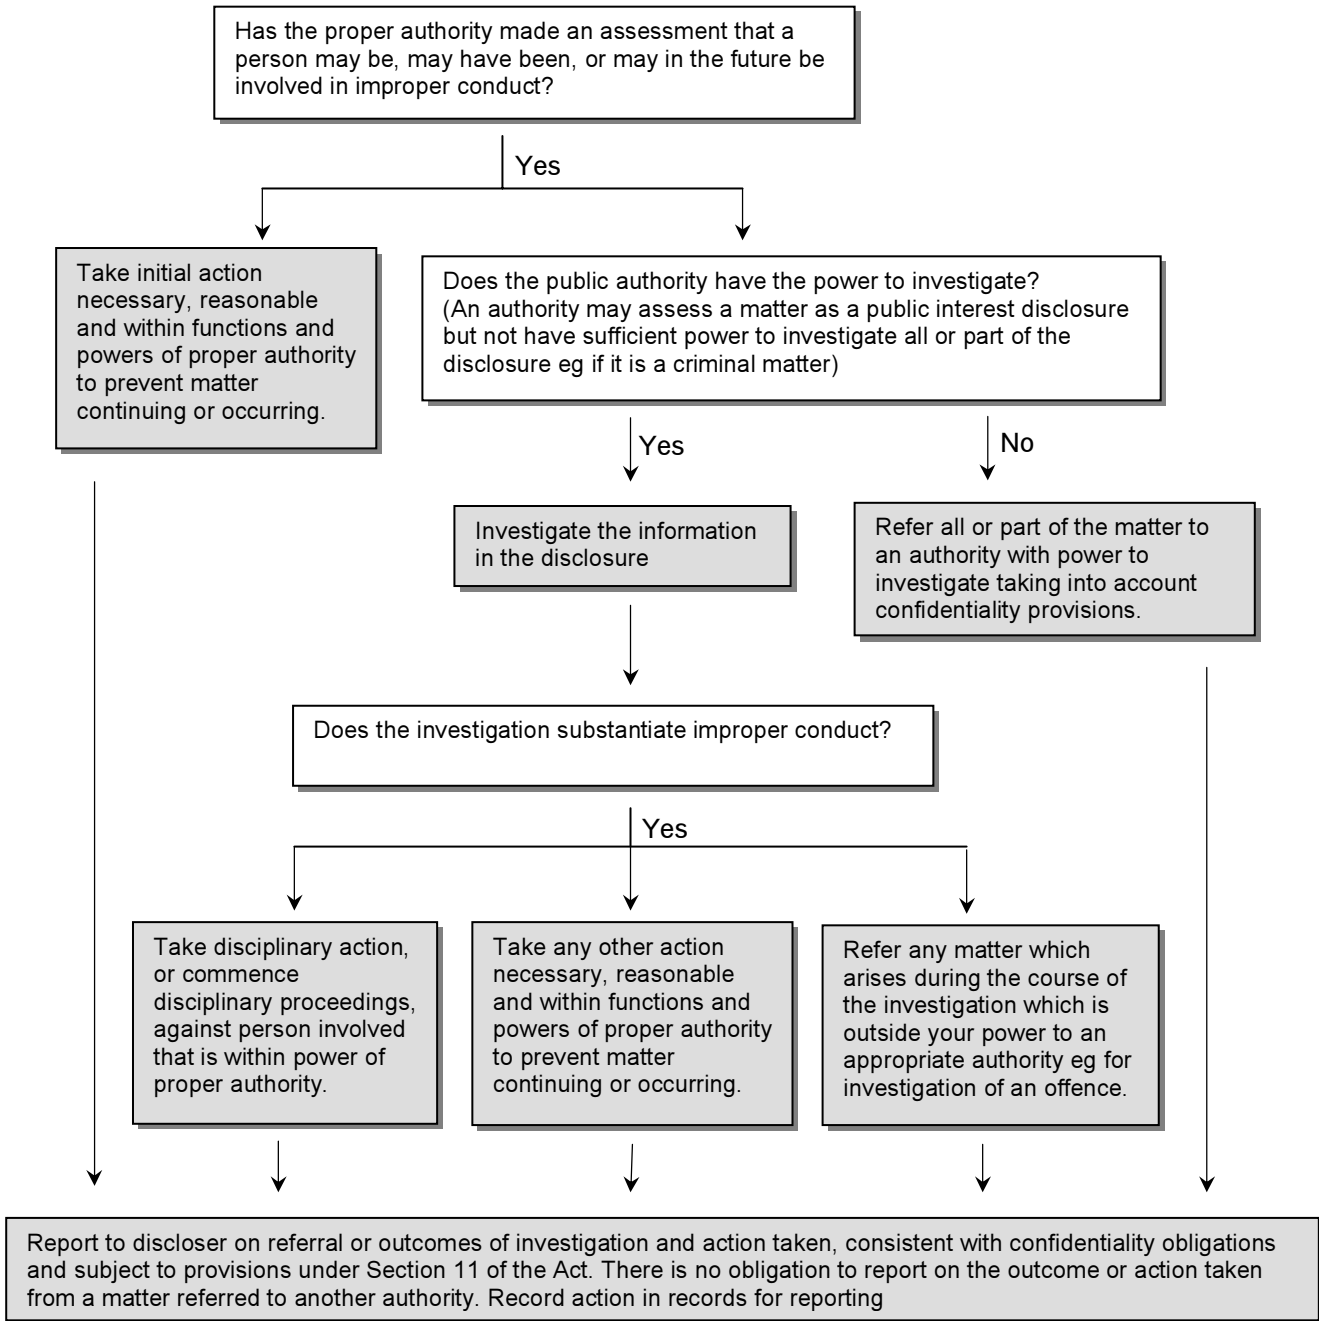 Has the proper authority made an assessment that a
person may be, may have been, or may in the future be
involved in improper conduct?
Yes
Take initial action
necessary, reasonable
and within functions and
powers of proper authority
to prevent matter
continuing or occurring.
Does the public authority have the power to investigate?
(An authority may assess a matter as a public interest disclosure
but not have sufficient power to investigate all or part of the
disclosure eg if it is a criminal matter)
Yes
No
Investigate the information
in the disclosure
Refer all or part of the matter to
an authority with power to
investigate taking into account
confidentiality provisions.
Does the investigation substantiate improper conduct?
Yes
Take disciplinary action,
or commence
disciplinary proceedings,
against person involved
that is within power of
proper authority.
Take any other action
necessary, reasonable
and within functions and
powers of proper authority
to prevent matter
continuing or occurring.
Refer any matter which
arises during the course of
the investigation which is
outside your power to an
appropriate authority eg for
investigation of an offence.
Report to discloser on referral or outcomes of investigation and action taken, consistent with confidentiality obligations
and subject to provisions under Section 11 of the Act. There is no obligation to report on the outcome or action taken
from a matter referred to another authority. Record action in records for reporting